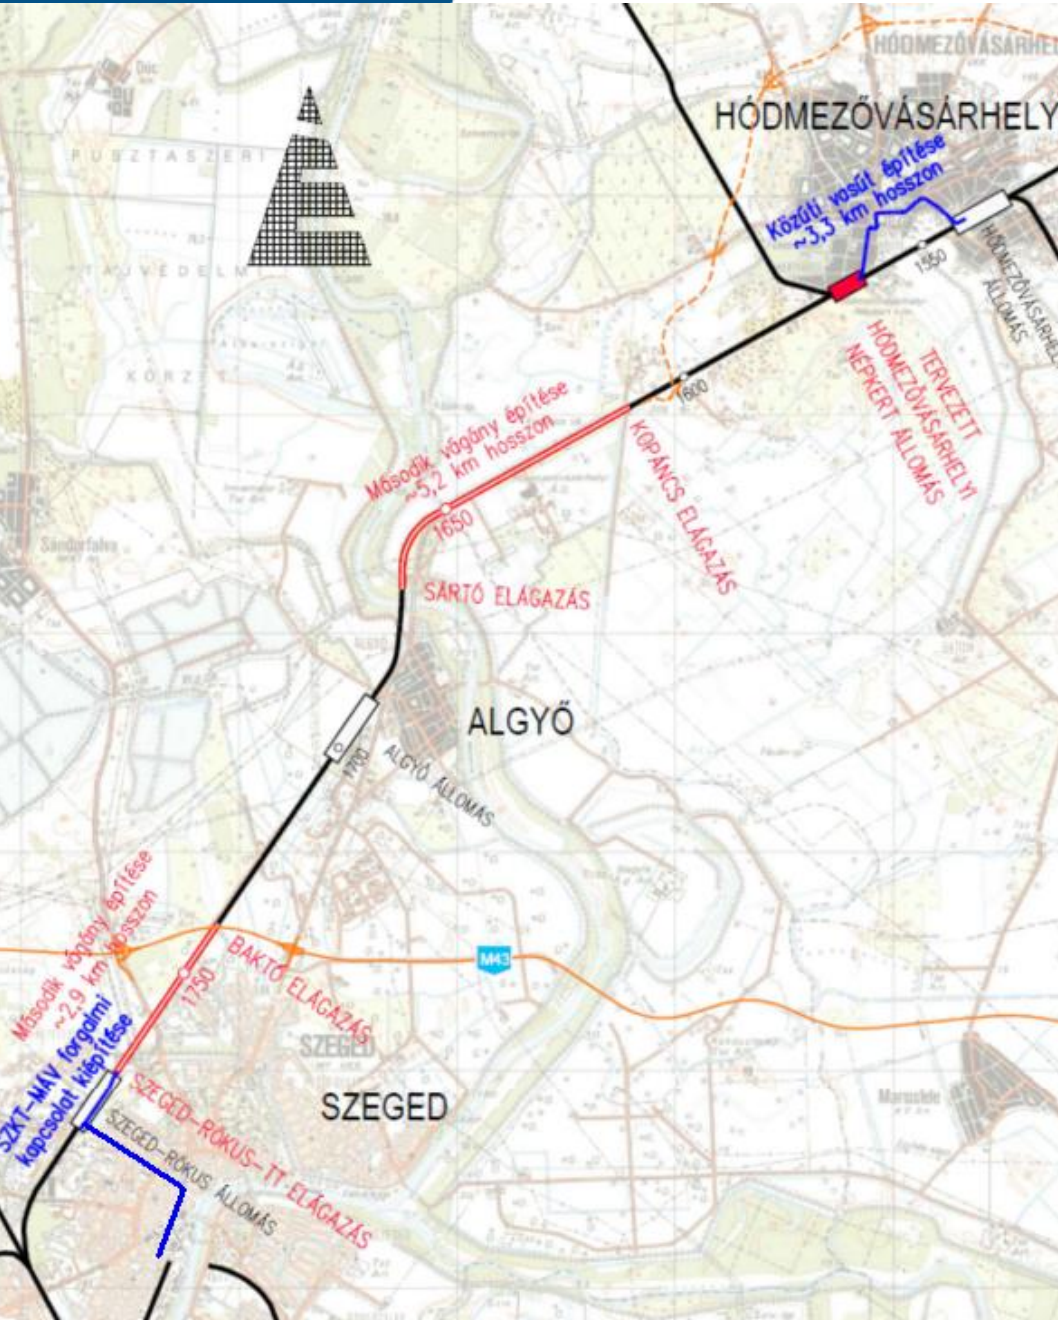 Dóc
HÓDMEZŐVÁSÁRHE
HÓDMEZŐVÁSÁRHELY
PUSZTASZERI
Közúti vasút építése
~3,3 km hosszon
TÁJVÉDELMI
1550
HÓDMEZŐVÁSÁRHELY
ÁLLOMÁS
KÖRZET
TERVEZETT
HÓDMEZŐVÁSÁRHELYI
NÉPKERT ÁLLOMÁS
1600
Második vágány építése
~5,2 km hosszon
KOPÁNCS ELÁGAZÁS
1650
Sándorfalva
SÁRTÓ ELÁGAZÁS
ALGYŐ
1700
ALGYŐ ÁLLOMÁS
Második vágány építése
~2,9 km hosszon
BAKTÓ ELÁGAZÁS
M43
1750
SZEGED
SZKT-MÁV forgalmi
kapcsolat kiépítése
SZEGED
SZEGED-RÓKUS-TT ELÁGAZÁS
SZEGED-RÓKUS ÁLLOMÁS
Maroslele